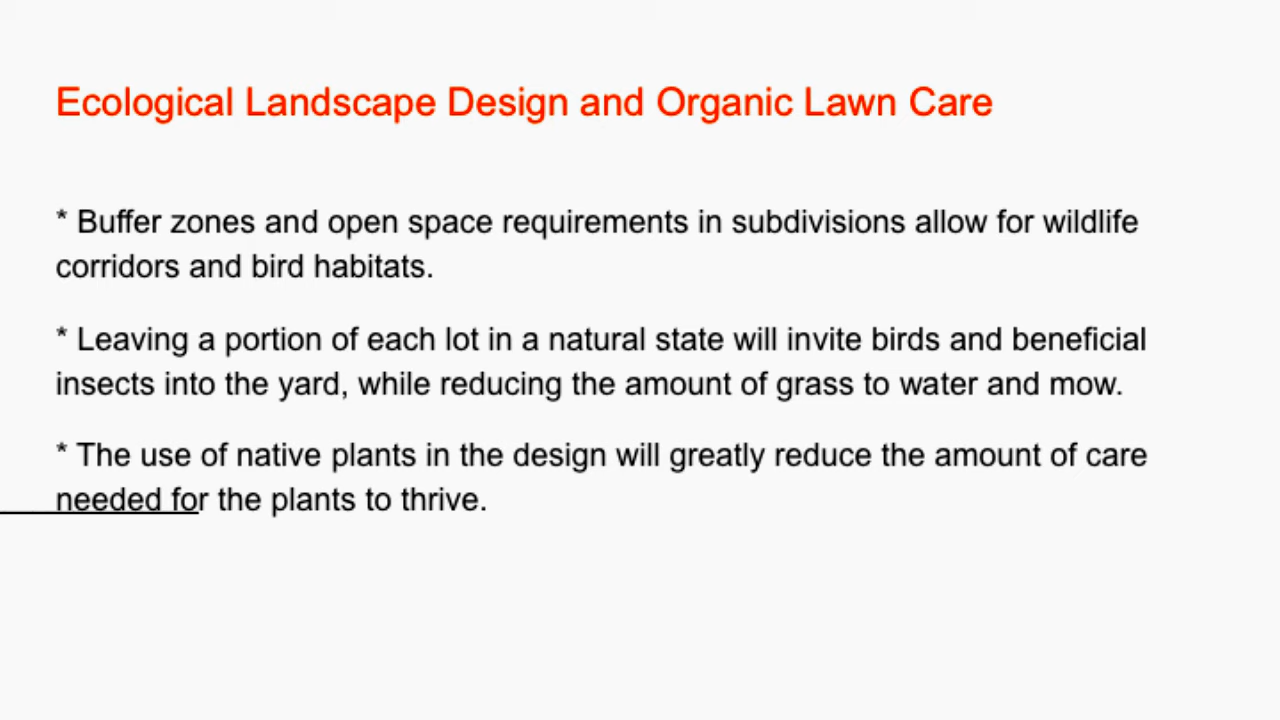 Ecological Landscape Design and Organic Lawn Care
* Buffer zones and open space requirements in subdivisions allow for wildlife
corridors and bird habitats.
* Leaving a portion of each lot in a natural state will invite birds and beneficial
insects into the yard, while reducing the amount of grass to water and mow.
* The use of native plants in the design will greatly reduce the amount of care
needed for the plants to thrive.